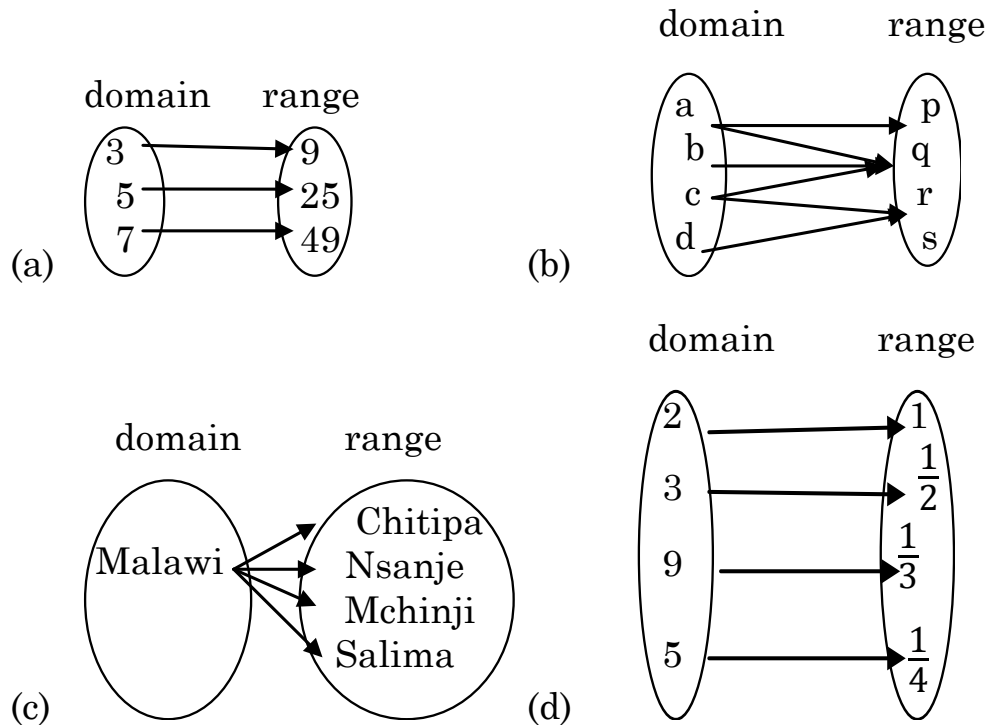 domain range
3 9
5 25
7 49
(a)
domain range
a p
b q
c r
d s
(b)
domain range
Malawi
Chitipa
Nsanje
Mchinji
Salima
(c)
domain range
2 1
3 1/2
9 1/3
5 1/4
(d)